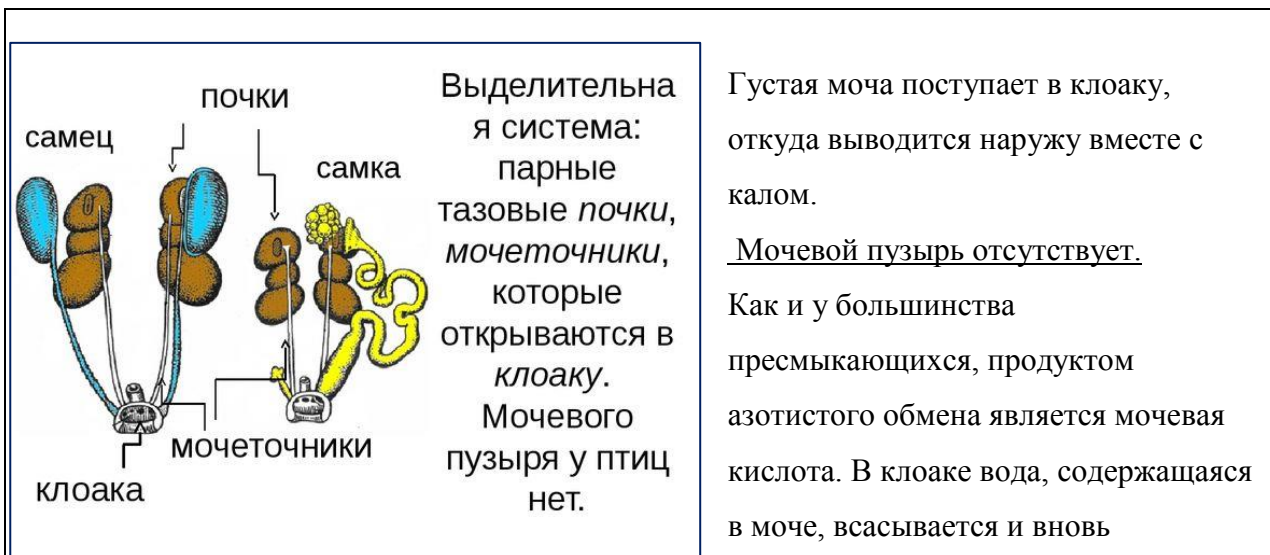 почки
самец
самка
мочеточники
клоака
Выделительна
я система:
парные
тазовые почки,
мочеточники,
которые
открываются в
клоаку.
Мочевого
пузыря у птиц
нет.
Густая моча поступает в клоаку,
откуда выводится наружу вместе с
калом.
Мочевой пузырь отсутствует.
Как и у большинства
пресмыкающихся, продуктом
азотистого обмена является мочевая
кислота. В клоаке вода, содержащаяся
в моче, всасывается и вновь